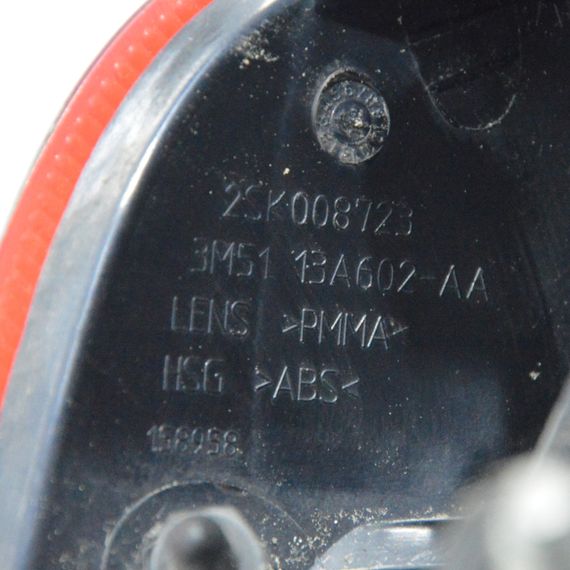 2SK008723
3M51 13A602-AA
LENS >PMMA<
HSG >ABS<
158958